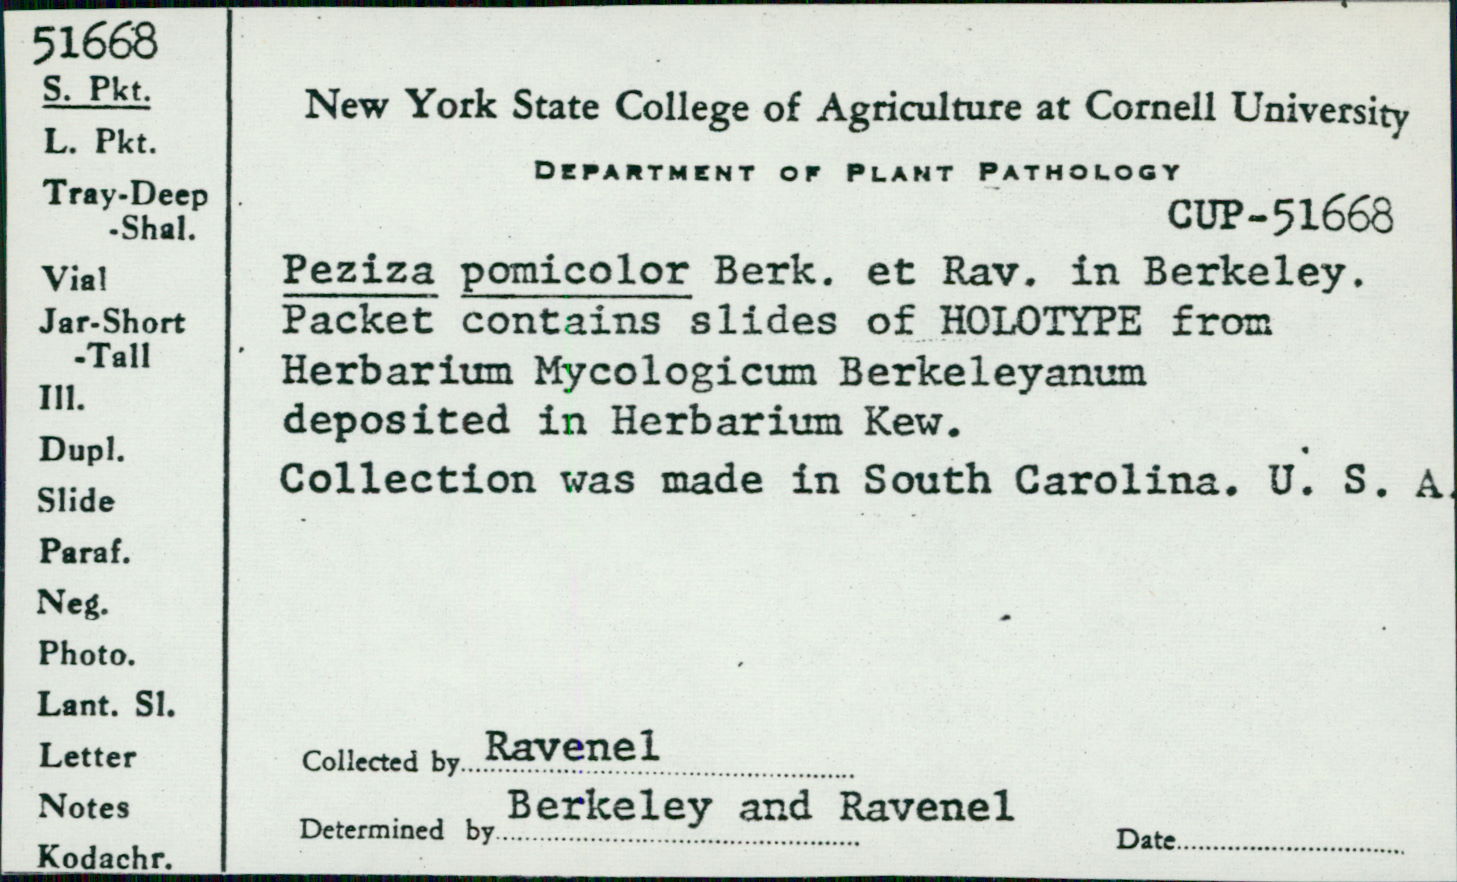 51668
S. Pkt.
L. Pkt.
Tray-Deep
-Shal.
Vial
Jar-Short
-Tall
Ill.
Dupl.
Slide
Paraf.
Neg.
Photo.
Lant. Sl.
Letter
Notes
Kodachr.
New York State College of Agriculture at Cornell University
DEPARTMENT OF PLANT PATHOLOGY
CUP-51668
Peziza pomicolor Berk. et Rav. in Berkeley.
Packet contains slides of HOLOTYPE from
Herbarium Mycologicum Berkeleyanum
deposited in Herbarium Kew.
Collection was made in South Carolina. U. S. A.
Collected by Ravenel
Determined by Berkeley and Ravenel
Date